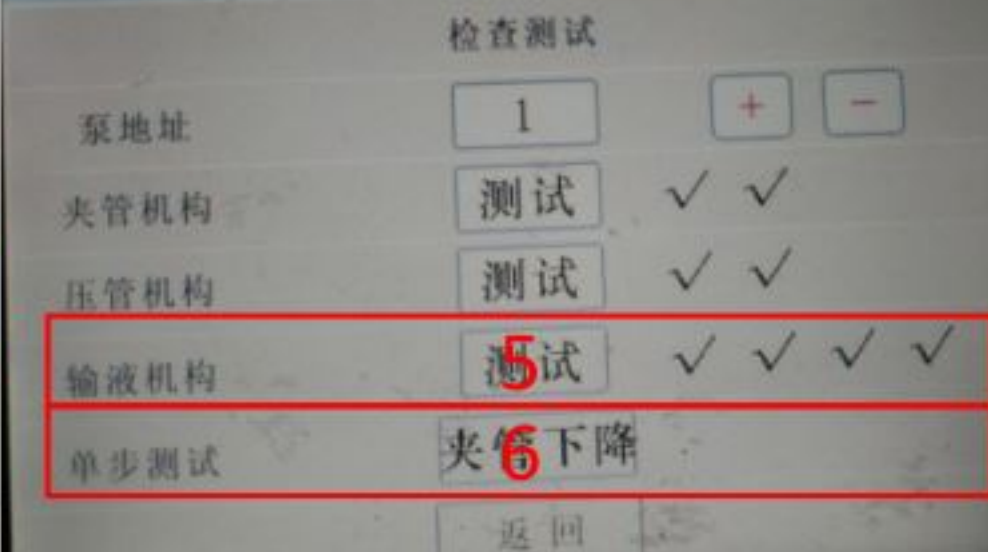 检查测试
泵地址 1 + −
夹管机构 测试 √ √
压管机构 测试 √ √
输液机构 测试 5 √ √ √ √
单步测试 夹管下降 6
返回